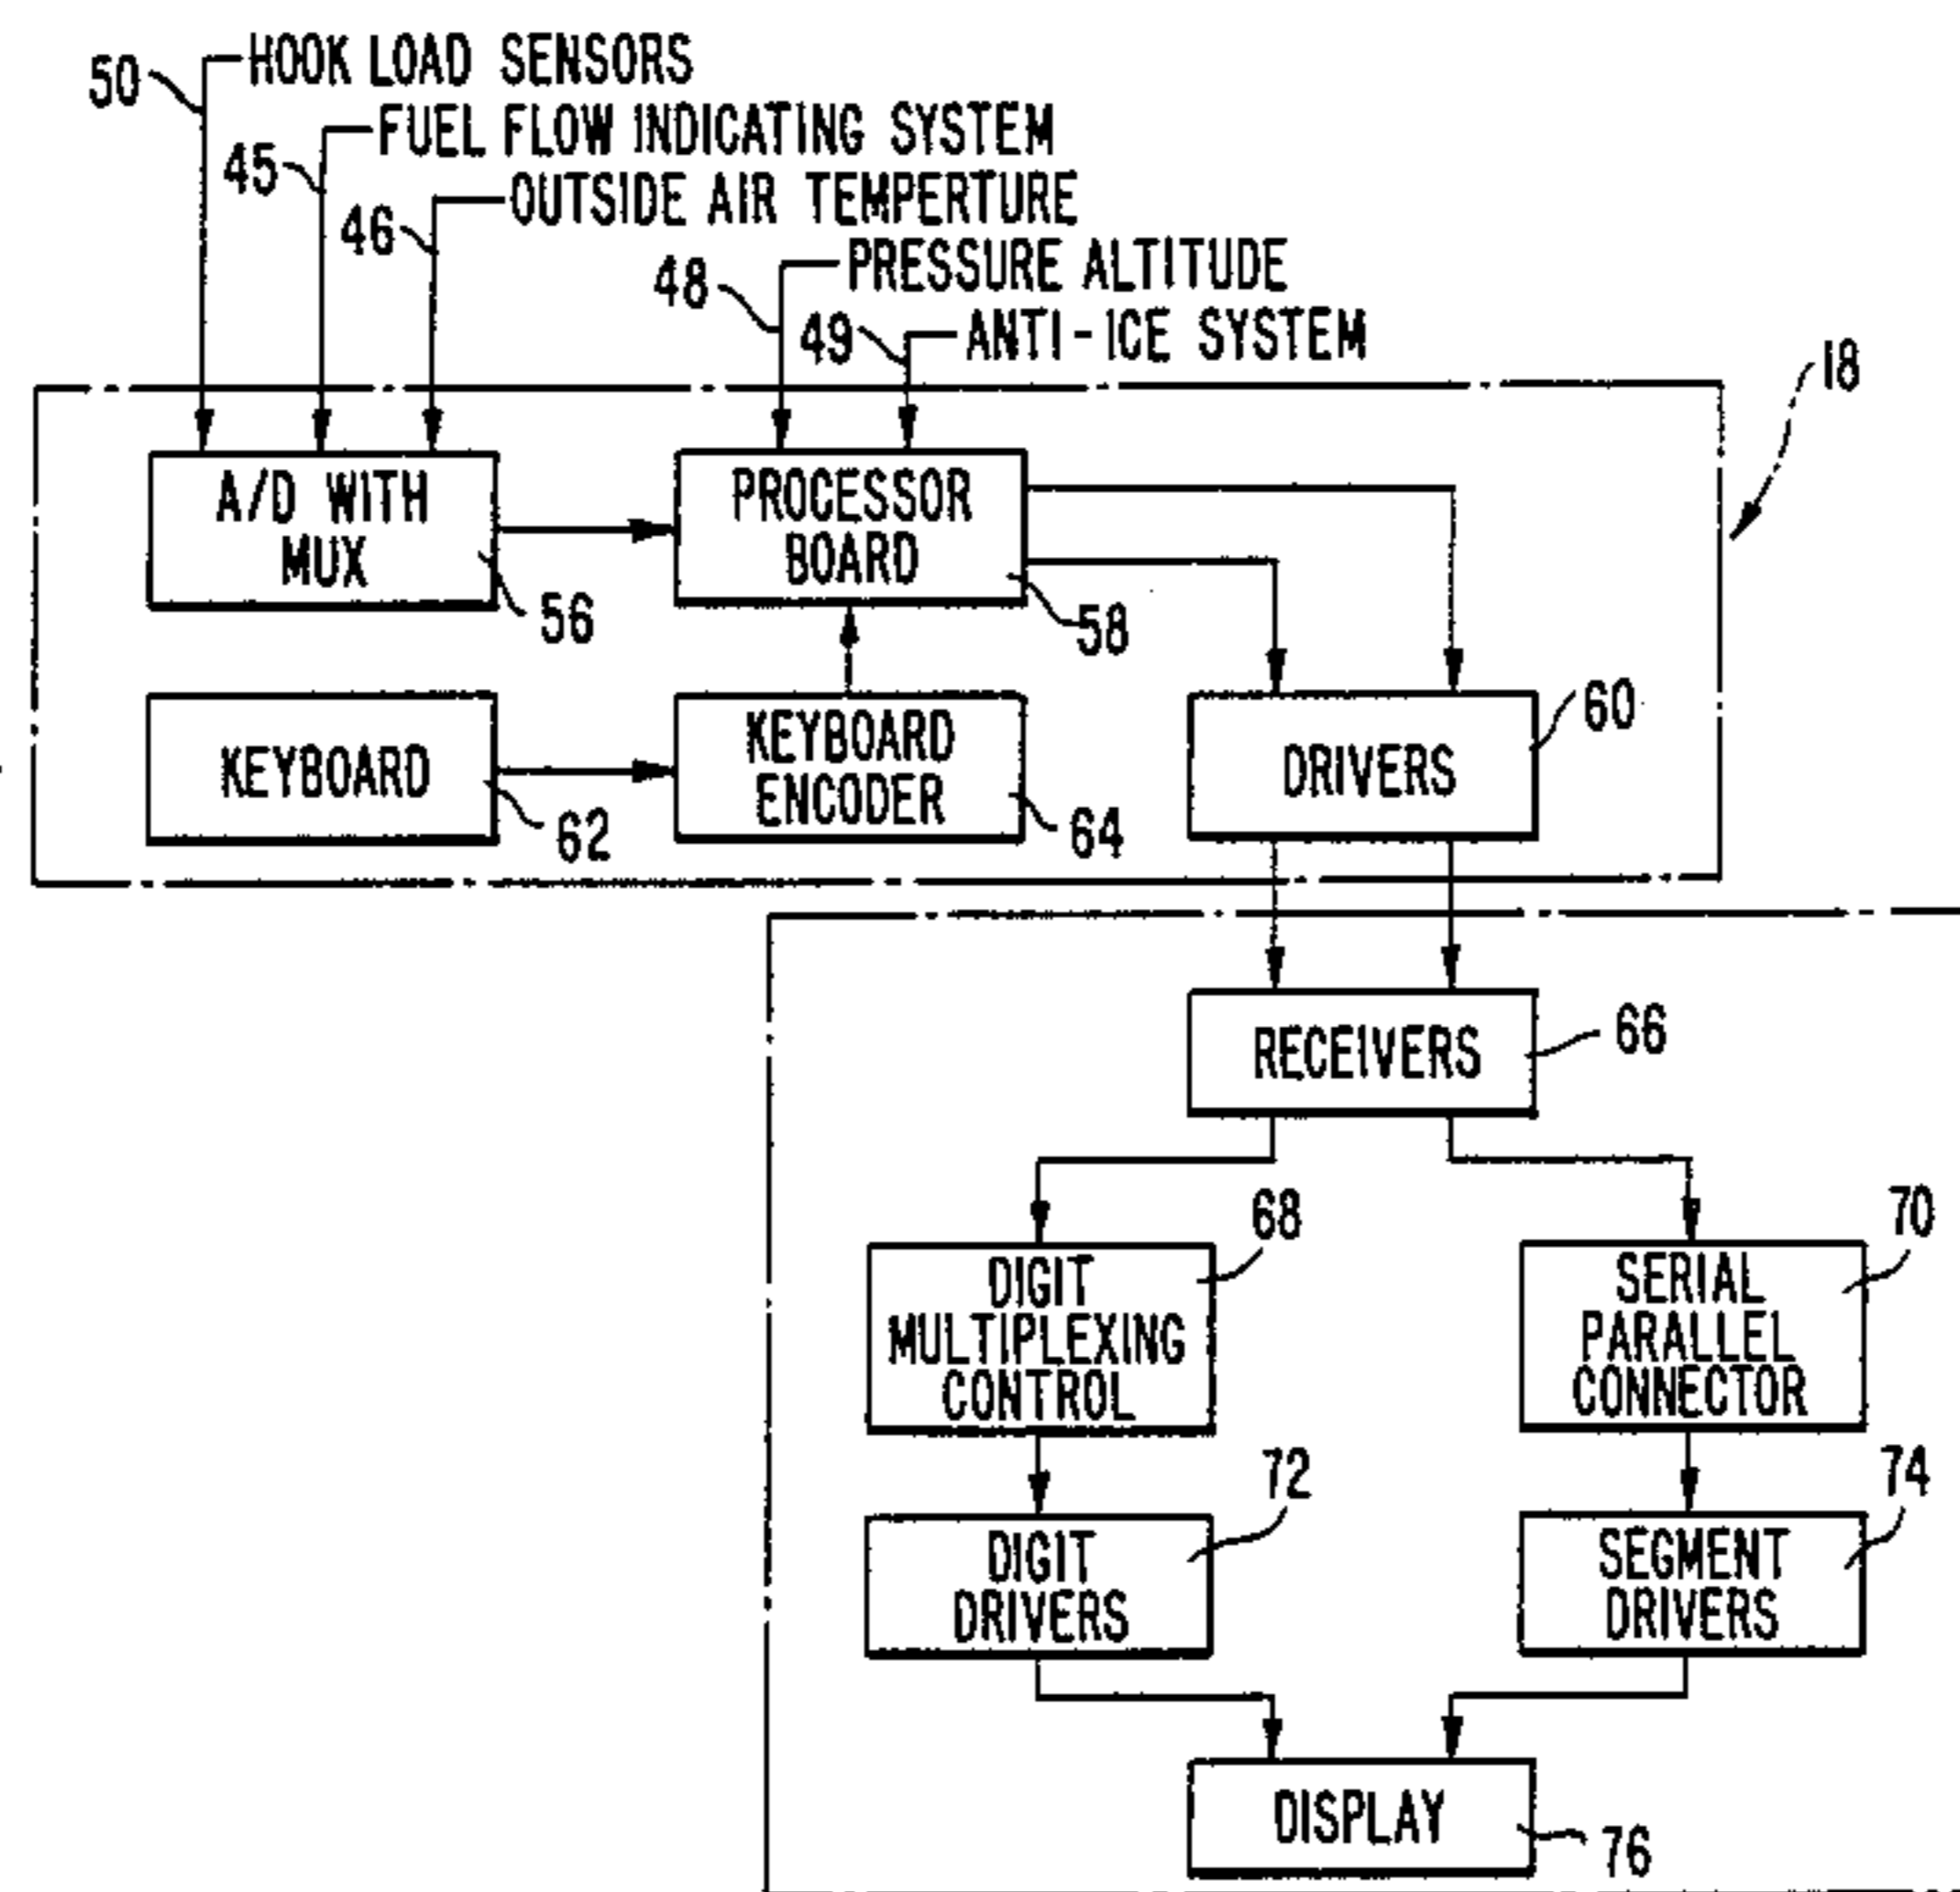 50
HOOK LOAD SENSORS
45
FUEL FLOW INDICATING SYSTEM
46
OUTSIDE AIR TEMPERTURE
48
PRESSURE ALTITUDE
49
ANTI-ICE SYSTEM
18
A/D WITH
MUX
56
PROCESSOR
BOARD
58
KEYBOARD
62
KEYBOARD
ENCODER
64
DRIVERS
60
RECEIVERS
66
DIGIT
MULTIPLEXING
CONTROL
68
SERIAL
PARALLEL
CONNECTOR
70
DIGIT
DRIVERS
72
SEGMENT
DRIVERS
74
DISPLAY
76